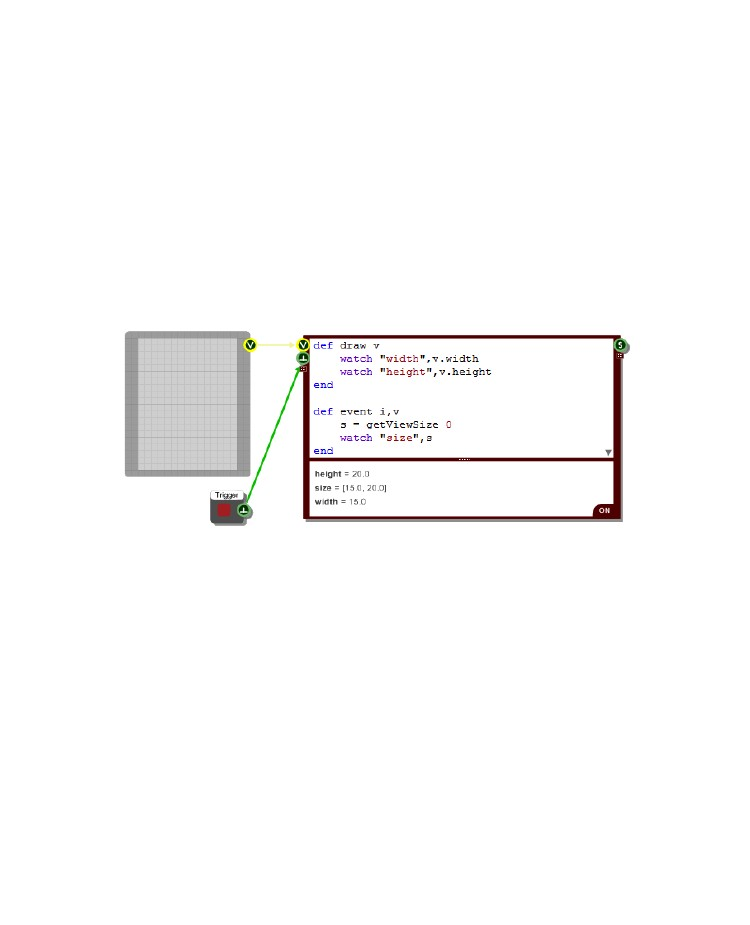 V
V
def draw v
S
watch "width",v.width
watch "height",v.height
end
def event i,v
s = getViewSize 0
watch "size",s
end
height = 20.0
size = [15.0, 20.0]
width = 15.0
Trigger
ON